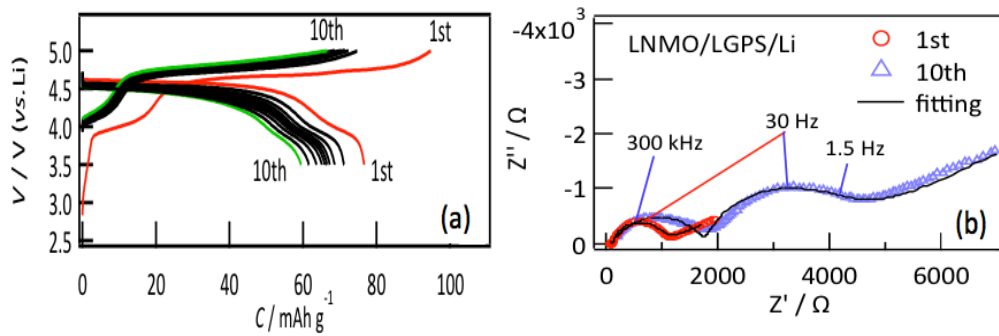 V / V (vs. Li)
5.0
4.5
4.0
3.5
3.0
2.5
10th
1st
10th
1st
(a)
0
20
40
60
80
100
C / mAh g⁻¹
Z'' / Ω
-4x10³
-3
-2
-1
0
LNMO/LGPS/Li
1st
10th
fitting
300 kHz
30 Hz
1.5 Hz
(b)
0
2000
4000
6000
Z' / Ω